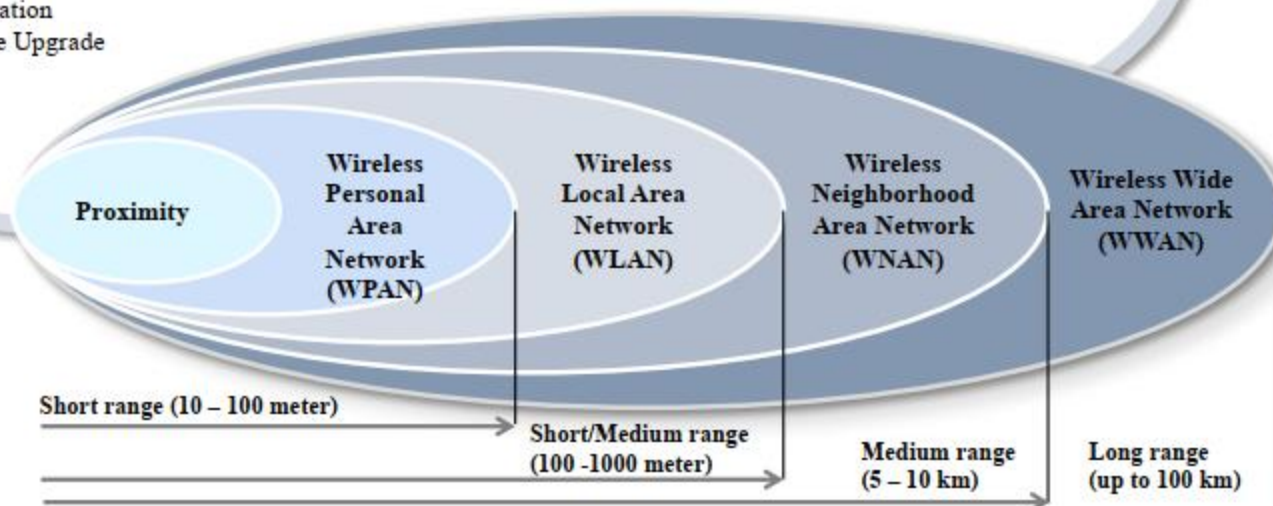 ation
e Upgrade
Proximity
Wireless
Personal
Area
Network
(WPAN)
Wireless
Local Area
Network
(WLAN)
Wireless
Neighborhood
Area Network
(WNAN)
Wireless Wide
Area Network
(WWAN)
Short range (10 – 100 meter)
Short/Medium range
(100 -1000 meter)
Medium range
(5 – 10 km)
Long range
(up to 100 km)